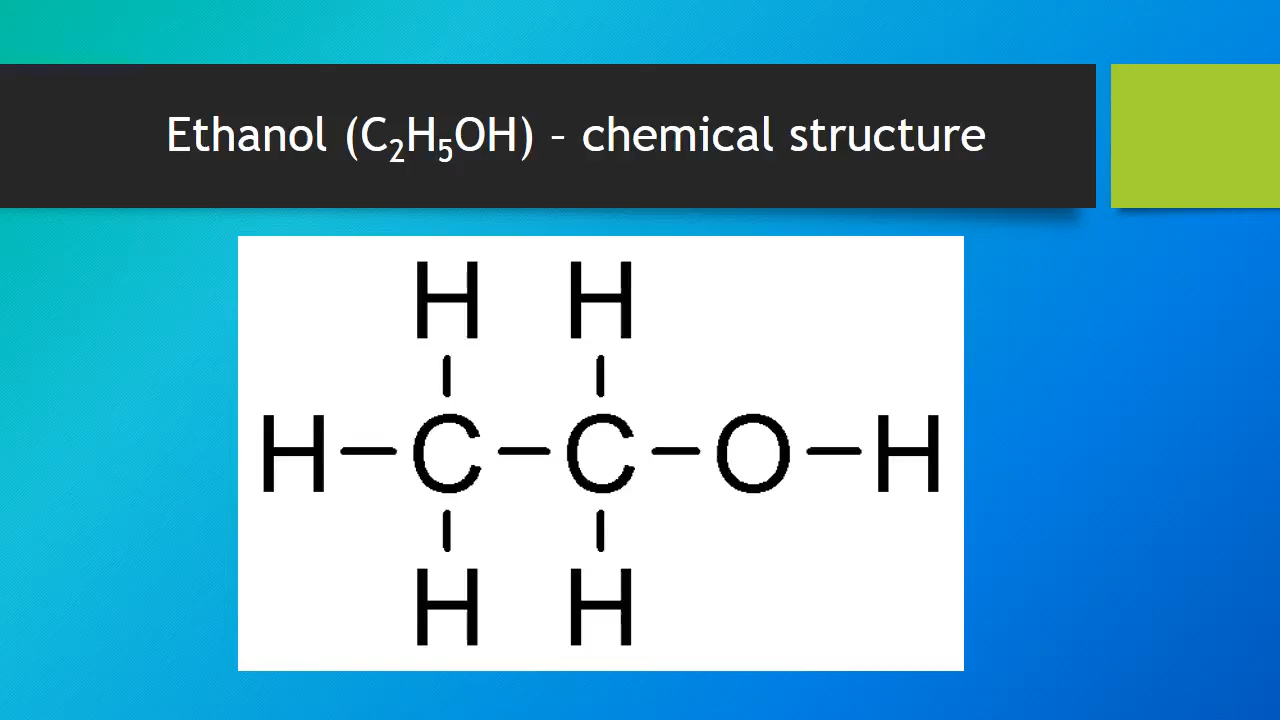 Ethanol (C₂H₅OH) – chemical structure
H H
H C C O H
H H